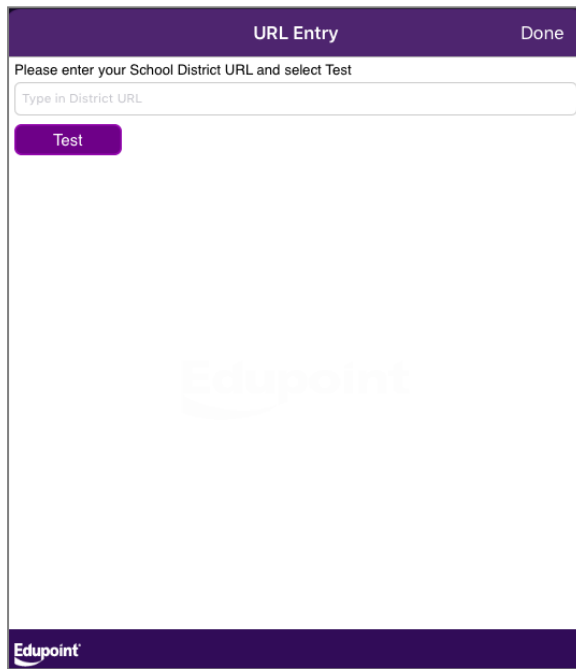 URL Entry
Done
Please enter your School District URL and select Test
Type in District URL
Test
Edupoint
Edupoint